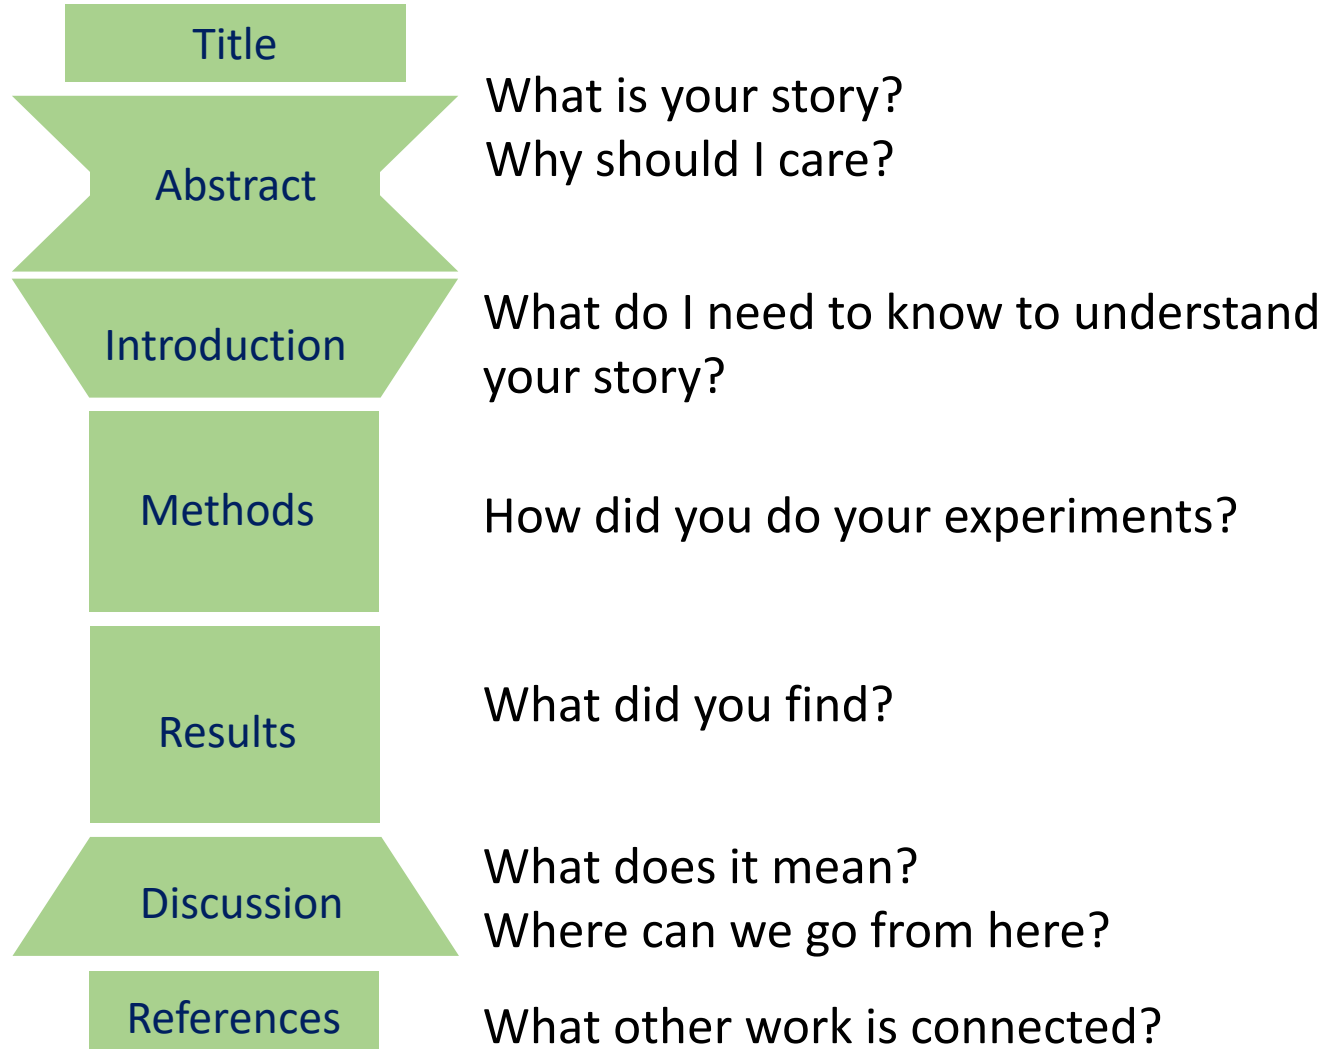 Title
What is your story?
Why should I care?
Abstract
Introduction
What do I need to know to understand
your story?
Methods
How did you do your experiments?
Results
What did you find?
Discussion
What does it mean?
Where can we go from here?
References
What other work is connected?